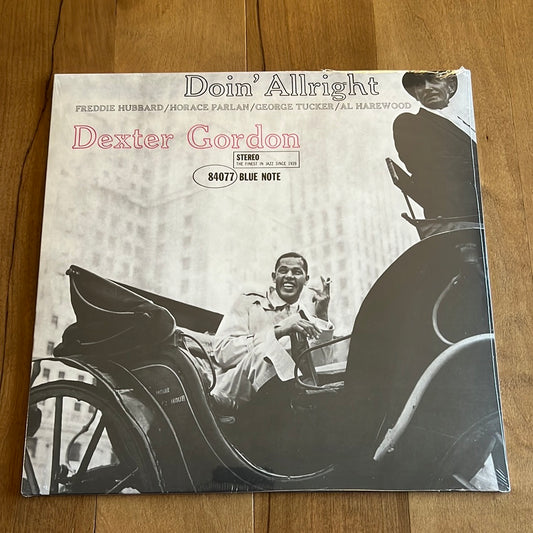 Doin' Allright
FREDDIE HUBBARD/HORACE PARLAN/GEORGE TUCKER/AL HAREWOOD
Dexter Gordon
STEREO
THE FINEST IN JAZZ SINCE 1939
84077 BLUE NOTE